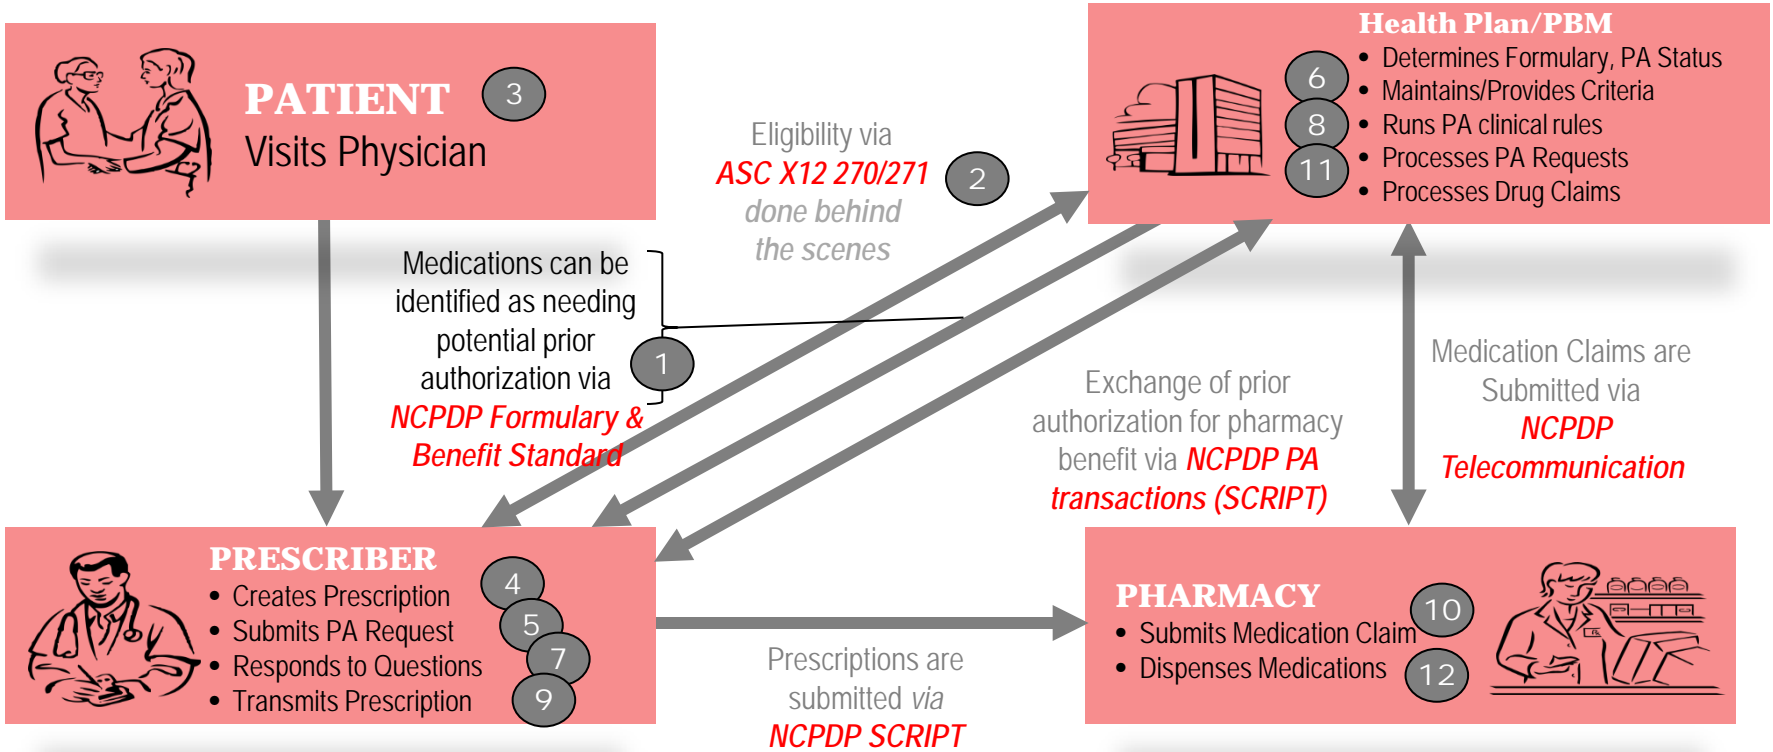 PATIENT
Visits Physician
3
Health Plan/PBM
• Determines Formulary, PA Status
• Maintains/Provides Criteria
• Runs PA clinical rules
• Processes PA Requests
• Processes Drug Claims
6
8
11
Eligibility via
ASC X12 270/271
done behind
the scenes
2
Medications can be
identified as needing
potential prior
authorization via
NCPDP Formulary &
Benefit Standard
1
Exchange of prior
authorization for pharmacy
benefit via NCPDP PA
transactions (SCRIPT)
Medication Claims are
Submitted via
NCPDP
Telecommunication
PRESCRIBER
• Creates Prescription
• Submits PA Request
• Responds to Questions
• Transmits Prescription
4
5
7
9
Prescriptions are
submitted via
NCPDP SCRIPT
PHARMACY
• Submits Medication Claim
• Dispenses Medications
10
12